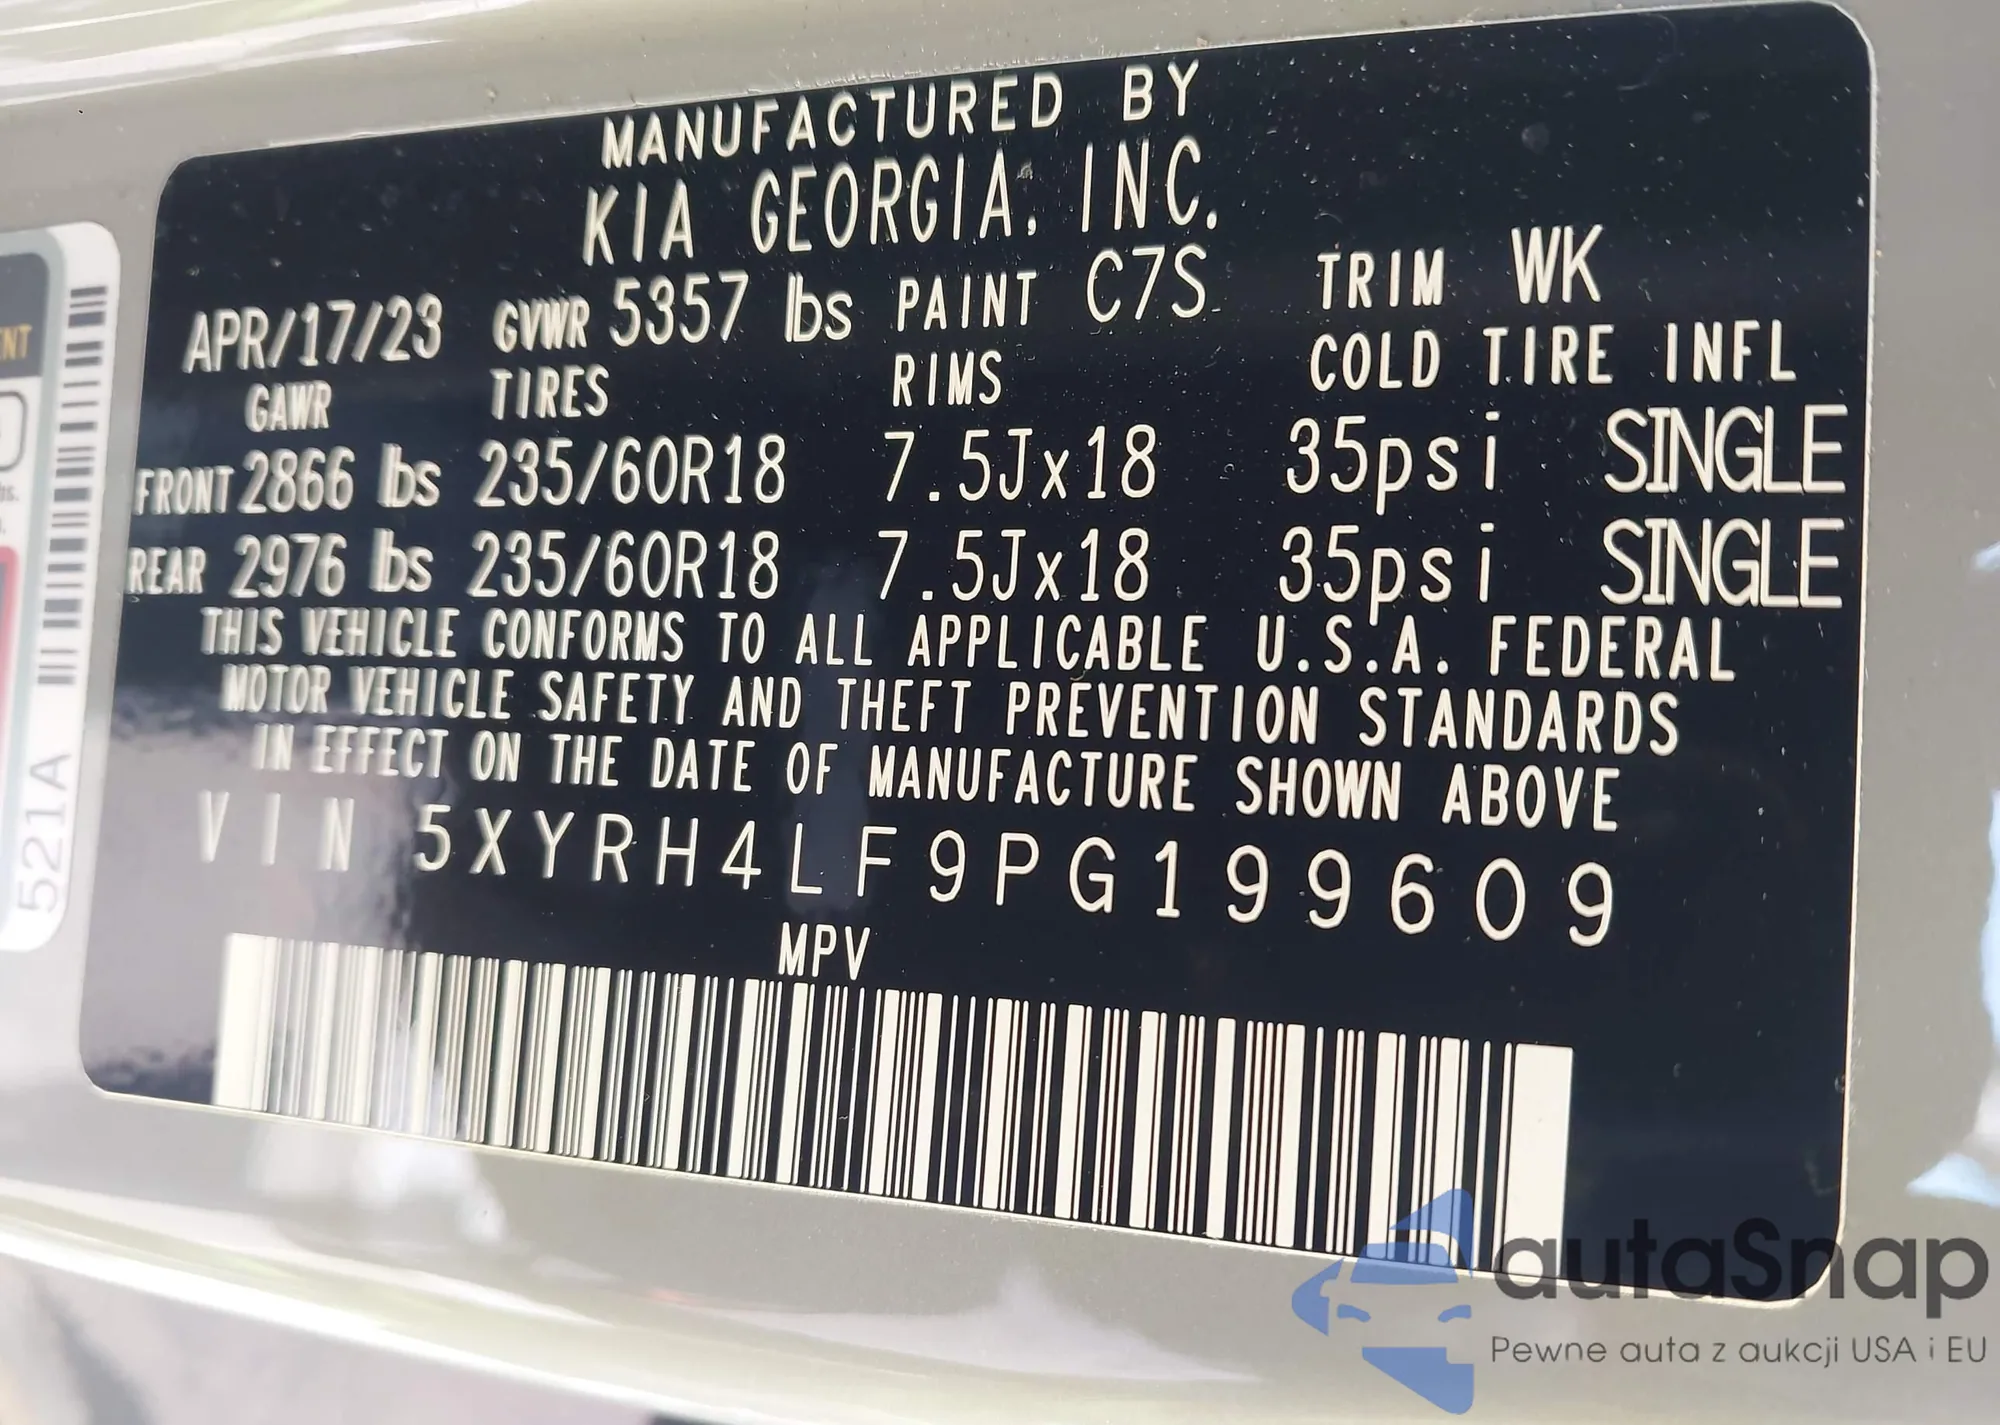 MANUFACTURED BY
KIA GEORGIA, INC.
APR/17/23 GVWR 5357 lbs PAINT C7S TRIM WK
GAWR TIRES RIMS COLD TIRE INFL
FRONT 2866 lbs 235/60R18 7.5Jx18 35psi SINGLE
REAR 2976 lbs 235/60R18 7.5Jx18 35psi SINGLE
THIS VEHICLE CONFORMS TO ALL APPLICABLE U.S.A. FEDERAL
MOTOR VEHICLE SAFETY AND THEFT PREVENTION STANDARDS
IN EFFECT ON THE DATE OF MANUFACTURE SHOWN ABOVE
VIN 5XYRH4LF9PG199609
MPV
521A
NT
autaSnap
Pewne auta z aukcji USA i EU